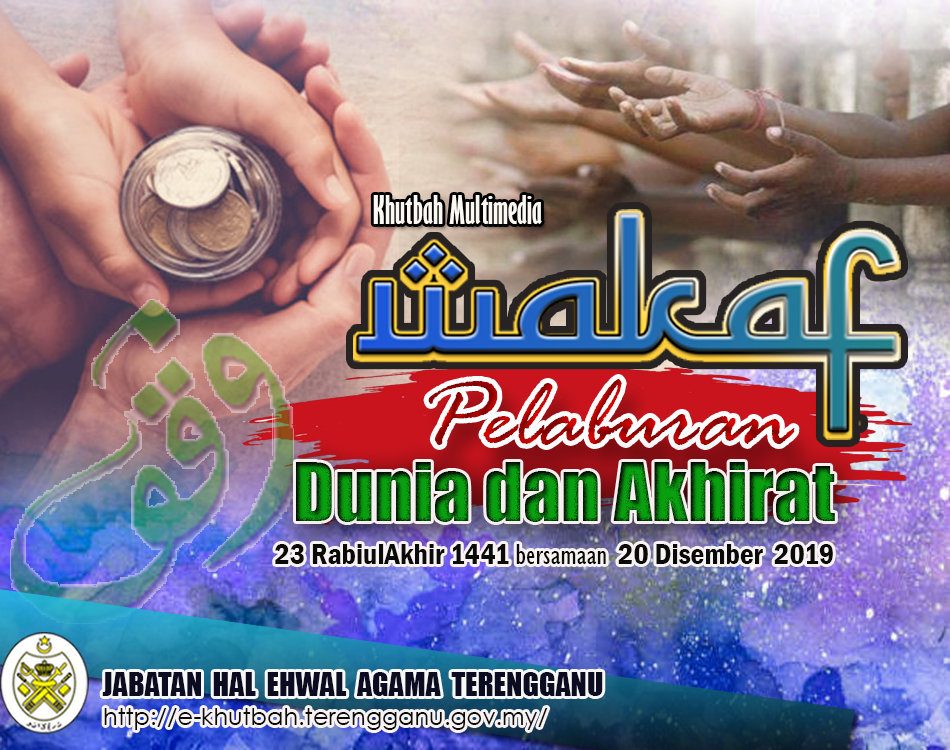 Khutbah Multimedia
wakaf
Pelaburan
Dunia dan Akhirat
23 RabiulAkhir 1441 bersamaan 20 Disember 2019
وقف
JABATAN HAL EHWAL AGAMA TERENGGANU
http://e-khutbah.terengganu.gov.my/